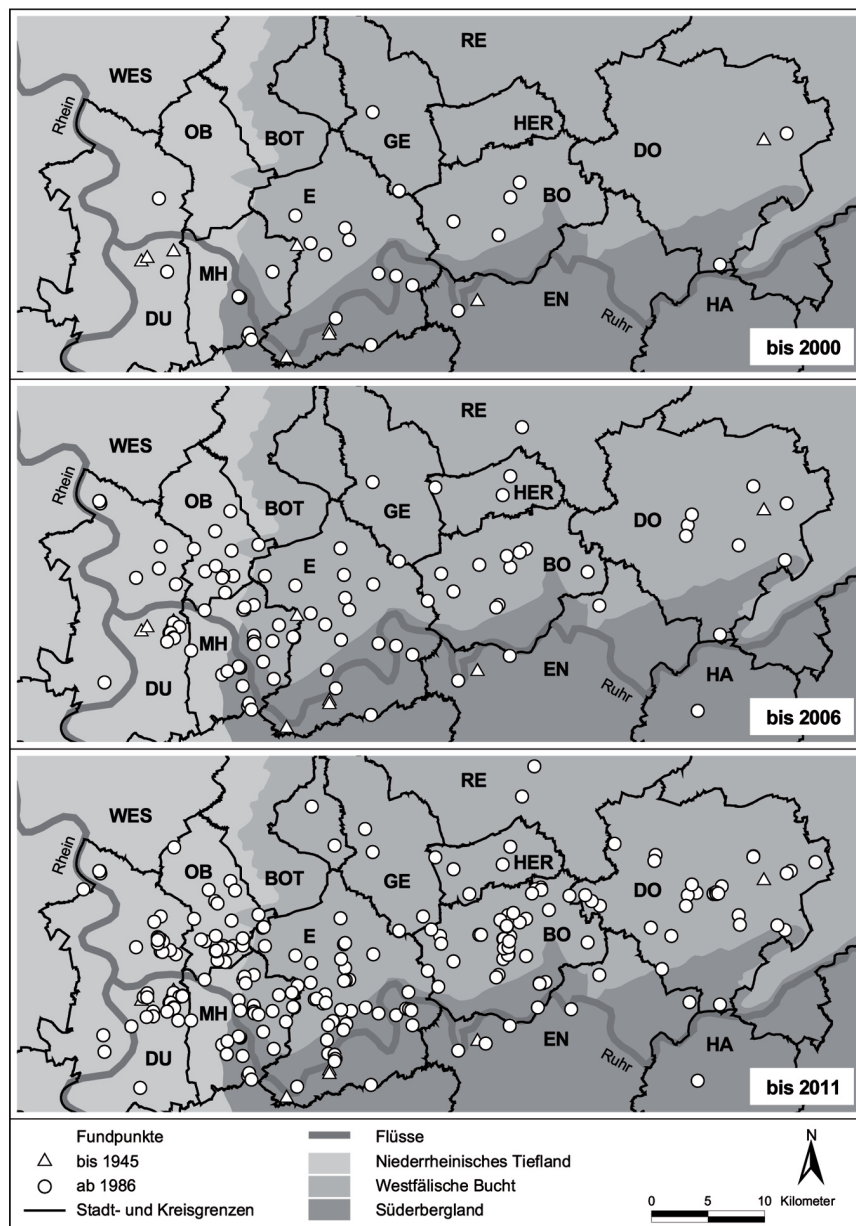 RE
WES
Rhein
OB
BOT
GE
HER
DO
E
BO
MH
DU
EN
Ruhr
HA
bis 2000
RE
WES
Rhein
OB
BOT
GE
HER
DO
E
BO
MH
DU
EN
Ruhr
HA
bis 2006
RE
WES
Rhein
OB
BOT
GE
HER
DO
E
BO
MH
DU
EN
Ruhr
HA
bis 2011
Fundpunkte
bis 1945
ab 1986
Stadt- und Kreisgrenzen
Flüsse
Niederrheinisches Tiefland
Westfälische Bucht
Süderbergland
N
0 5 10
Kilometer